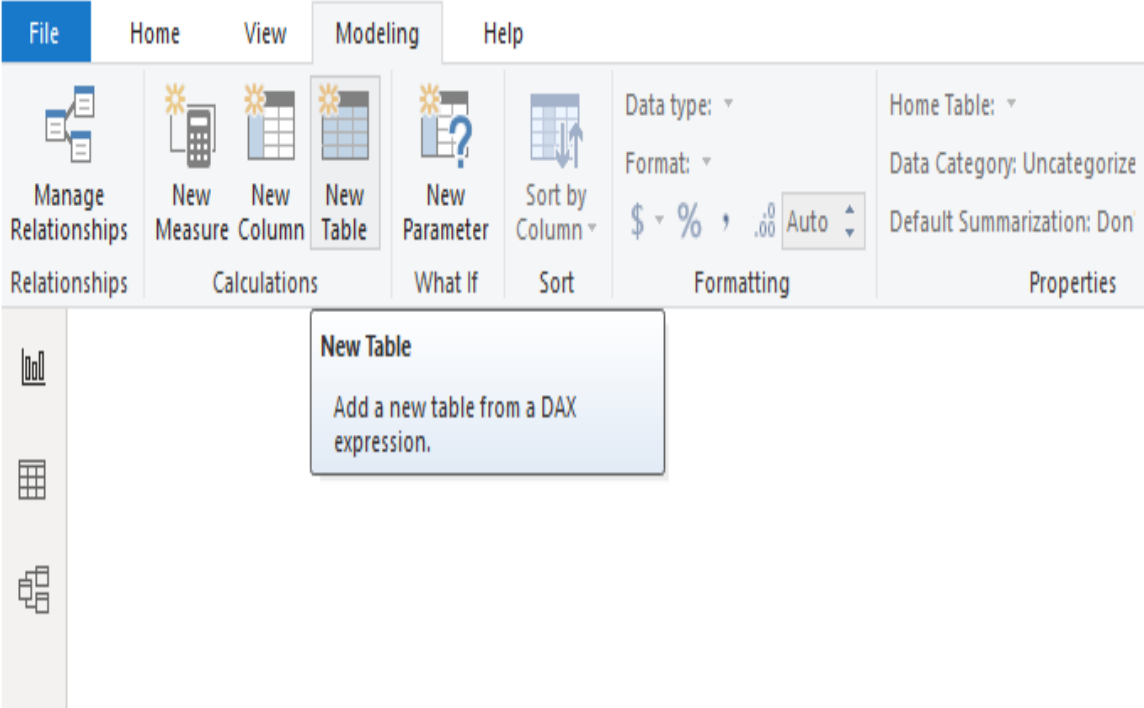 File Home View Modeling Help
Manage Relationships
New Measure
New Column
New Table
New Parameter
Sort by Column
Data type:
Format:
$ % , .0 .00 Auto
Home Table:
Data Category: Uncategorize
Default Summarization: Don'
Relationships Calculations What If Sort Formatting Properties
New Table
Add a new table from a DAX
expression.